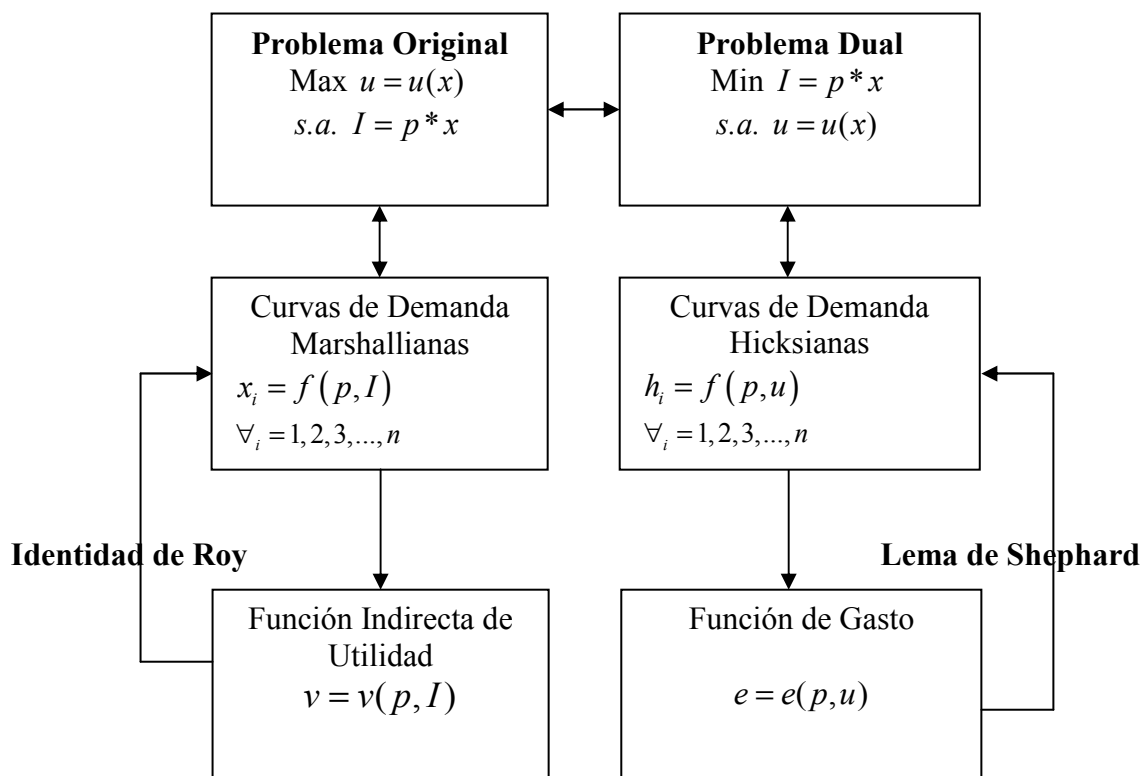 Problema Original
Max u = u(x)
s.a. I = p * x
Problema Dual
Min I = p * x
s.a. u = u(x)
Curvas de Demanda
Marshallianas
x_i = f(p, I)
∀_i = 1, 2, 3, ..., n
Curvas de Demanda
Hicksianas
h_i = f(p, u)
∀_i = 1, 2, 3, ..., n
Identidad de Roy
Lema de Shephard
Función Indirecta de
Utilidad
v = v(p, I)
Función de Gasto
e = e(p, u)